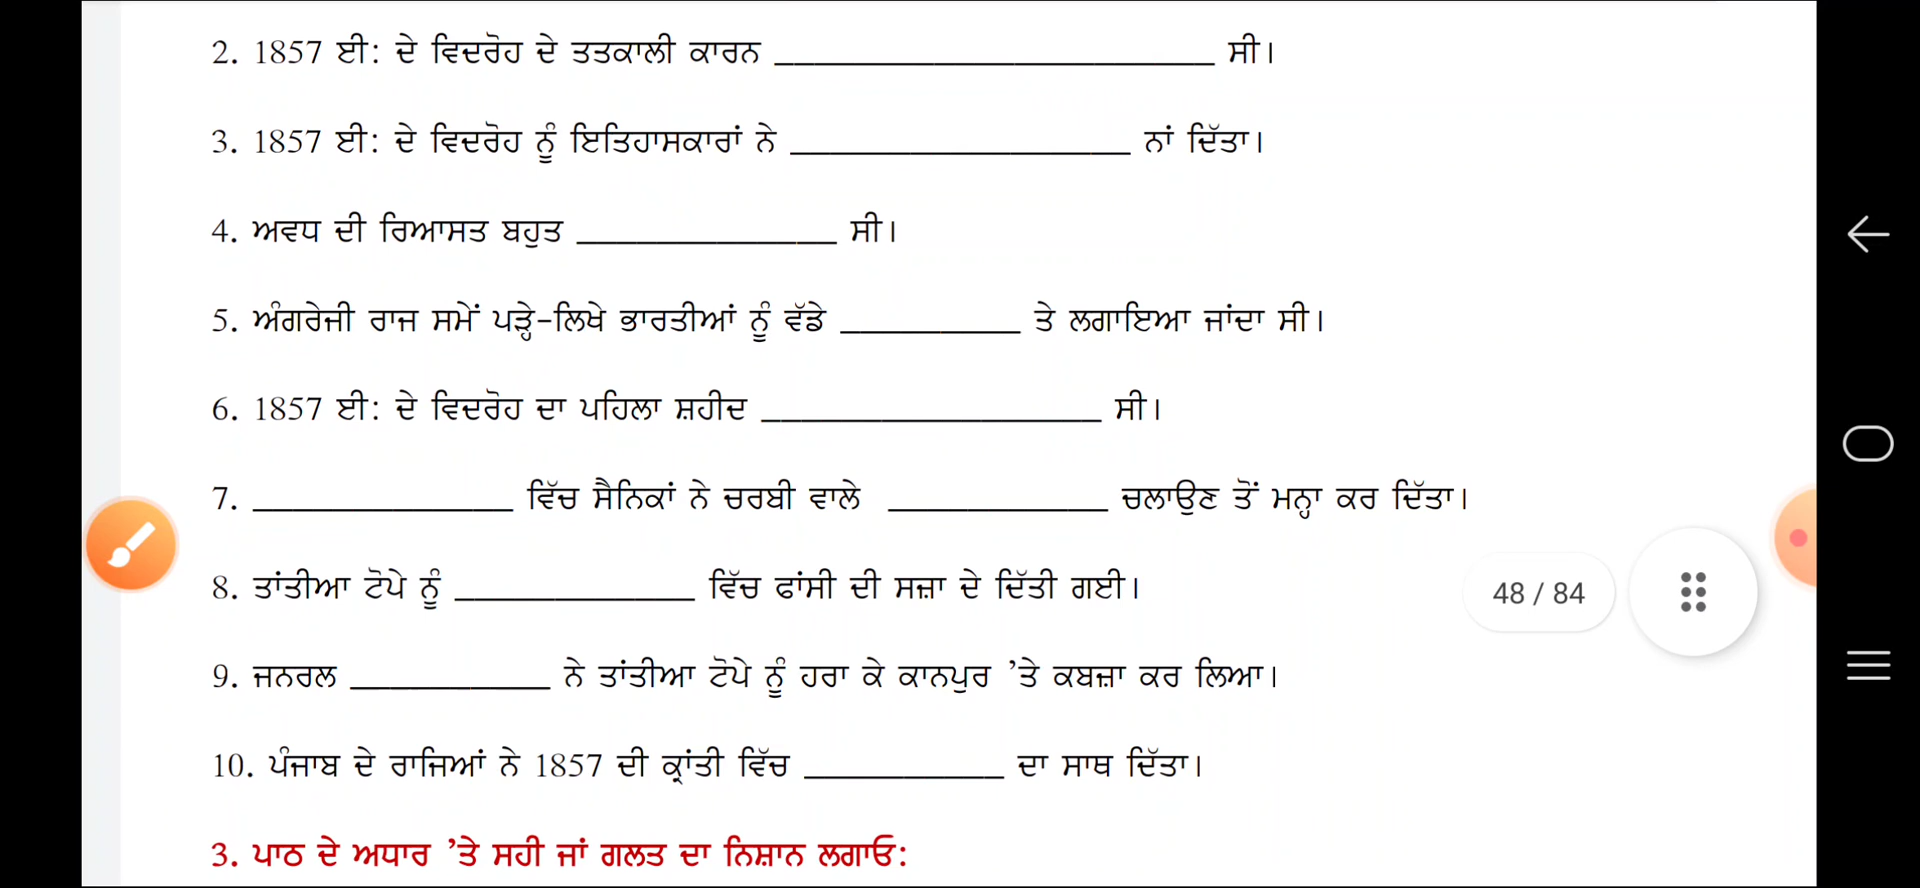 2. 1857 ਈ: ਦੇ ਵਿਦਰੋਹ ਦੇ ਤਤਕਾਲੀ ਕਾਰਨ ______________________ ਸੀ।
3. 1857 ਈ: ਦੇ ਵਿਦਰੋਹ ਨੂੰ ਇਤਿਹਾਸਕਾਰਾਂ ਨੇ _________________ ਨਾਂ ਦਿੱਤਾ।
4. ਅਵਧ ਦੀ ਰਿਆਸਤ ਬਹੁਤ _____________ ਸੀ।
5. ਅੰਗਰੇਜੀ ਰਾਜ ਸਮੇਂ ਪੜ੍ਹੇ-ਲਿਖੇ ਭਾਰਤੀਆਂ ਨੂੰ ਵੱਡੇ _________ ਤੇ ਲਗਾਇਆ ਜਾਂਦਾ ਸੀ।
6. 1857 ਈ: ਦੇ ਵਿਦਰੋਹ ਦਾ ਪਹਿਲਾ ਸ਼ਹੀਦ _________________ ਸੀ।
7. _____________ ਵਿੱਚ ਸੈਨਿਕਾਂ ਨੇ ਚਰਬੀ ਵਾਲੇ ___________ ਚਲਾਉਣ ਤੋਂ ਮਨ੍ਹਾ ਕਰ ਦਿੱਤਾ।
8. ਤਾਂਤੀਆ ਟੋਪੇ ਨੂੰ ____________ ਵਿੱਚ ਫਾਂਸੀ ਦੀ ਸਜ਼ਾ ਦੇ ਦਿੱਤੀ ਗਈ।
48 / 84
9. ਜਨਰਲ __________ ਨੇ ਤਾਂਤੀਆ ਟੋਪੇ ਨੂੰ ਹਰਾ ਕੇ ਕਾਨਪੁਰ ’ਤੇ ਕਬਜ਼ਾ ਕਰ ਲਿਆ।
10. ਪੰਜਾਬ ਦੇ ਰਾਜਿਆਂ ਨੇ 1857 ਦੀ ਕ੍ਰਾਂਤੀ ਵਿੱਚ __________ ਦਾ ਸਾਥ ਦਿੱਤਾ।
3. ਪਾਠ ਦੇ ਅਧਾਰ ’ਤੇ ਸਹੀ ਜਾਂ ਗਲਤ ਦਾ ਨਿਸ਼ਾਨ ਲਗਾਓ: